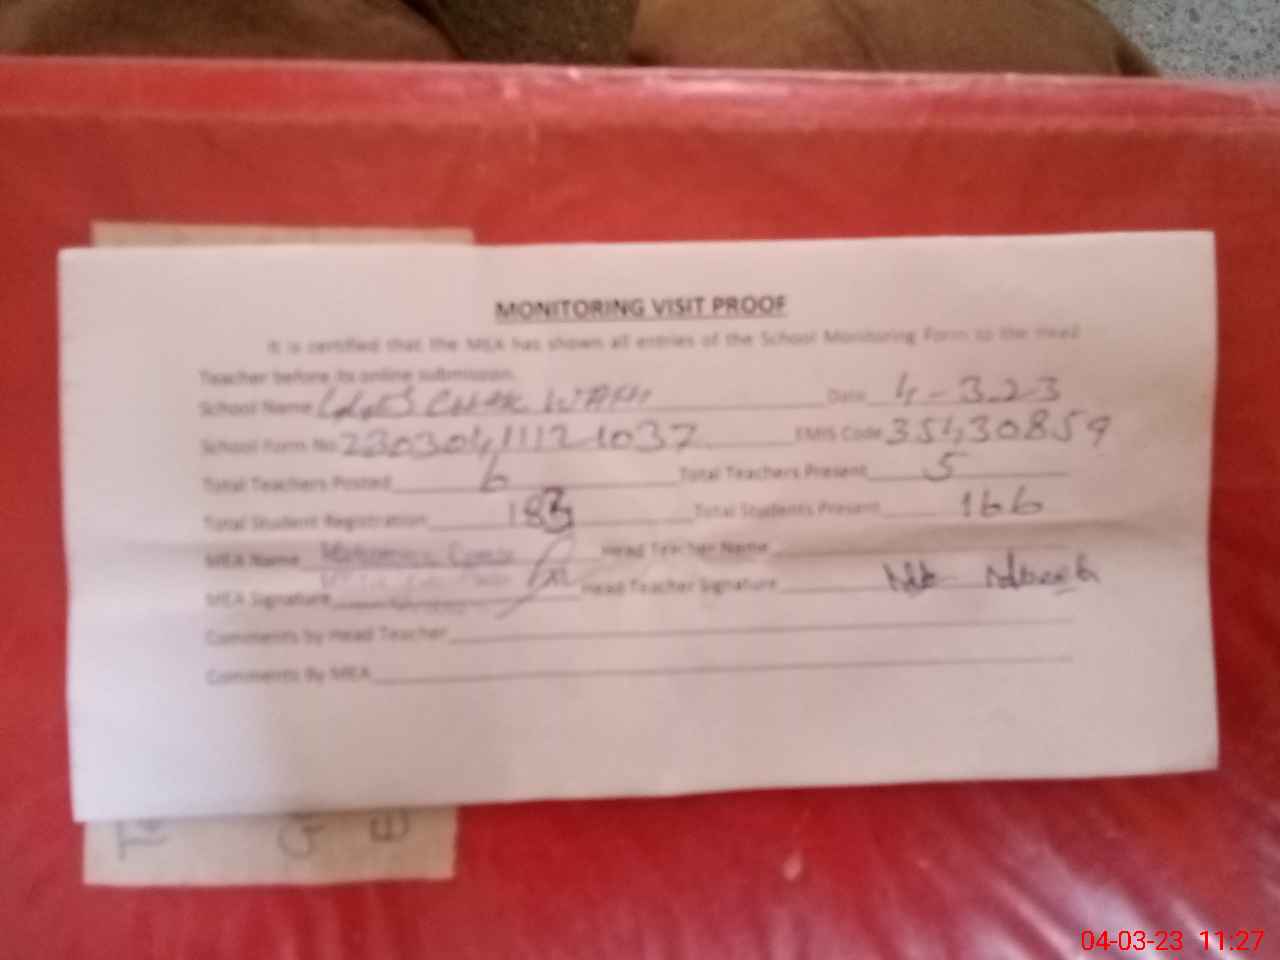 MONITORING VISIT PROOF
It is certified that the MEA has shown all entries of the School Monitoring Form to the Head
Teacher before its online submission.
School Name CHAK Date 4-3-23
School Form No. EMIS Code 35430859
Total Teachers Posted 6 Total Teachers Present 5
Total Student Registration 183 Total Students Present 166
MEA Name Head Teacher Name
MEA Signature Head Teacher Signature
Comments by Head Teacher
Comments By MEA
04-03-23 11:27